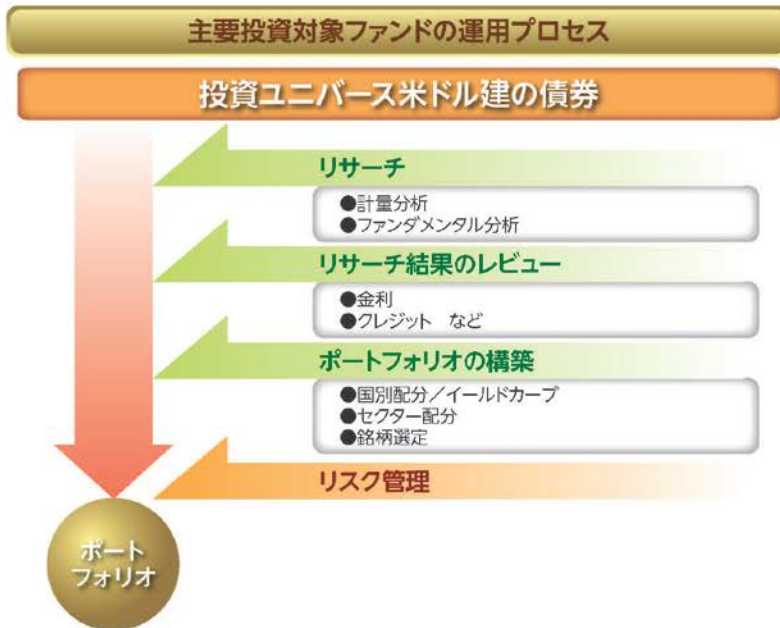 主要投資対象ファンドの運用プロセス
投資ユニバース米ドル建の債券
リサーチ
●計量分析
●ファンダメンタル分析
リサーチ結果のレビュー
●金利
●クレジット　など
ポートフォリオの構築
●国別配分／イールドカーブ
●セクター配分
●銘柄選定
リスク管理
ポート
フォリオ